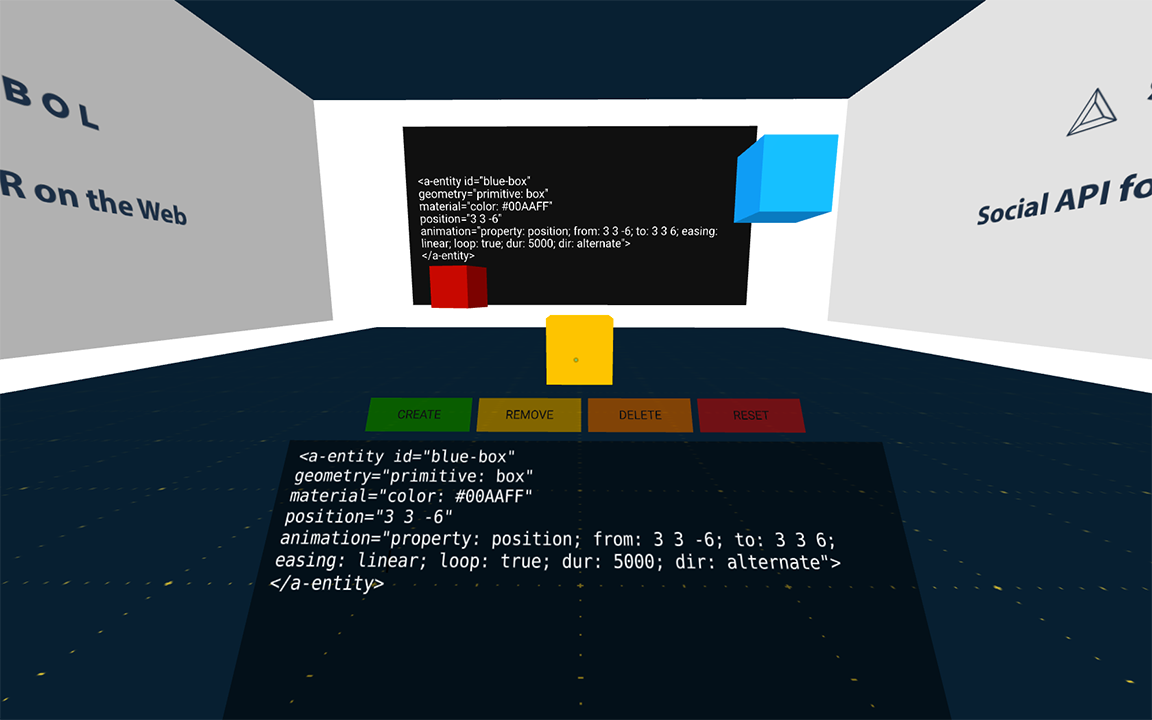 BOL
R on the Web
Social API fo
<a-entity id="blue-box"
geometry="primitive: box"
material="color: #00AAFF"
position="3 3 -6"
animation="property: position; from: 3 3 -6; to: 3 3 6; easing:
linear; loop: true; dur: 5000; dir: alternate">
</a-entity>
CREATE REMOVE DELETE RESET
<a-entity id="blue-box"
geometry="primitive: box"
material="color: #00AAFF"
position="3 3 -6"
animation="property: position; from: 3 3 -6; to: 3 3 6;
easing: linear; loop: true; dur: 5000; dir: alternate">
</a-entity>